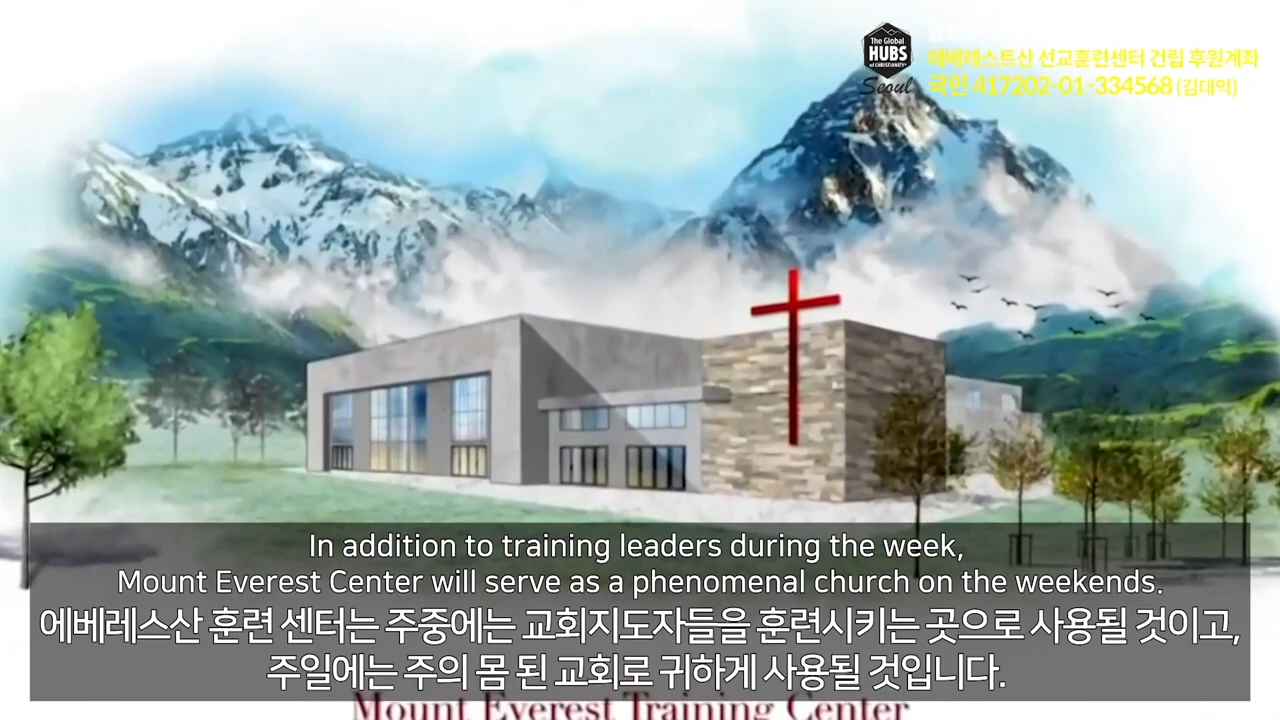 The Global
HUBS
of CHRISTIANITY
Seoul
에베레스트산 선교훈련센터 건립 후원계좌
국민 417202-01-334568 (김대억)
In addition to training leaders during the week,
Mount Everest Center will serve as a phenomenal church on the weekends.
에베레스산 훈련 센터는 주중에는 교회지도자들을 훈련시키는 곳으로 사용될 것이고,
주일에는 주의 몸 된 교회로 귀하게 사용될 것입니다.
Mount Everest Training Center